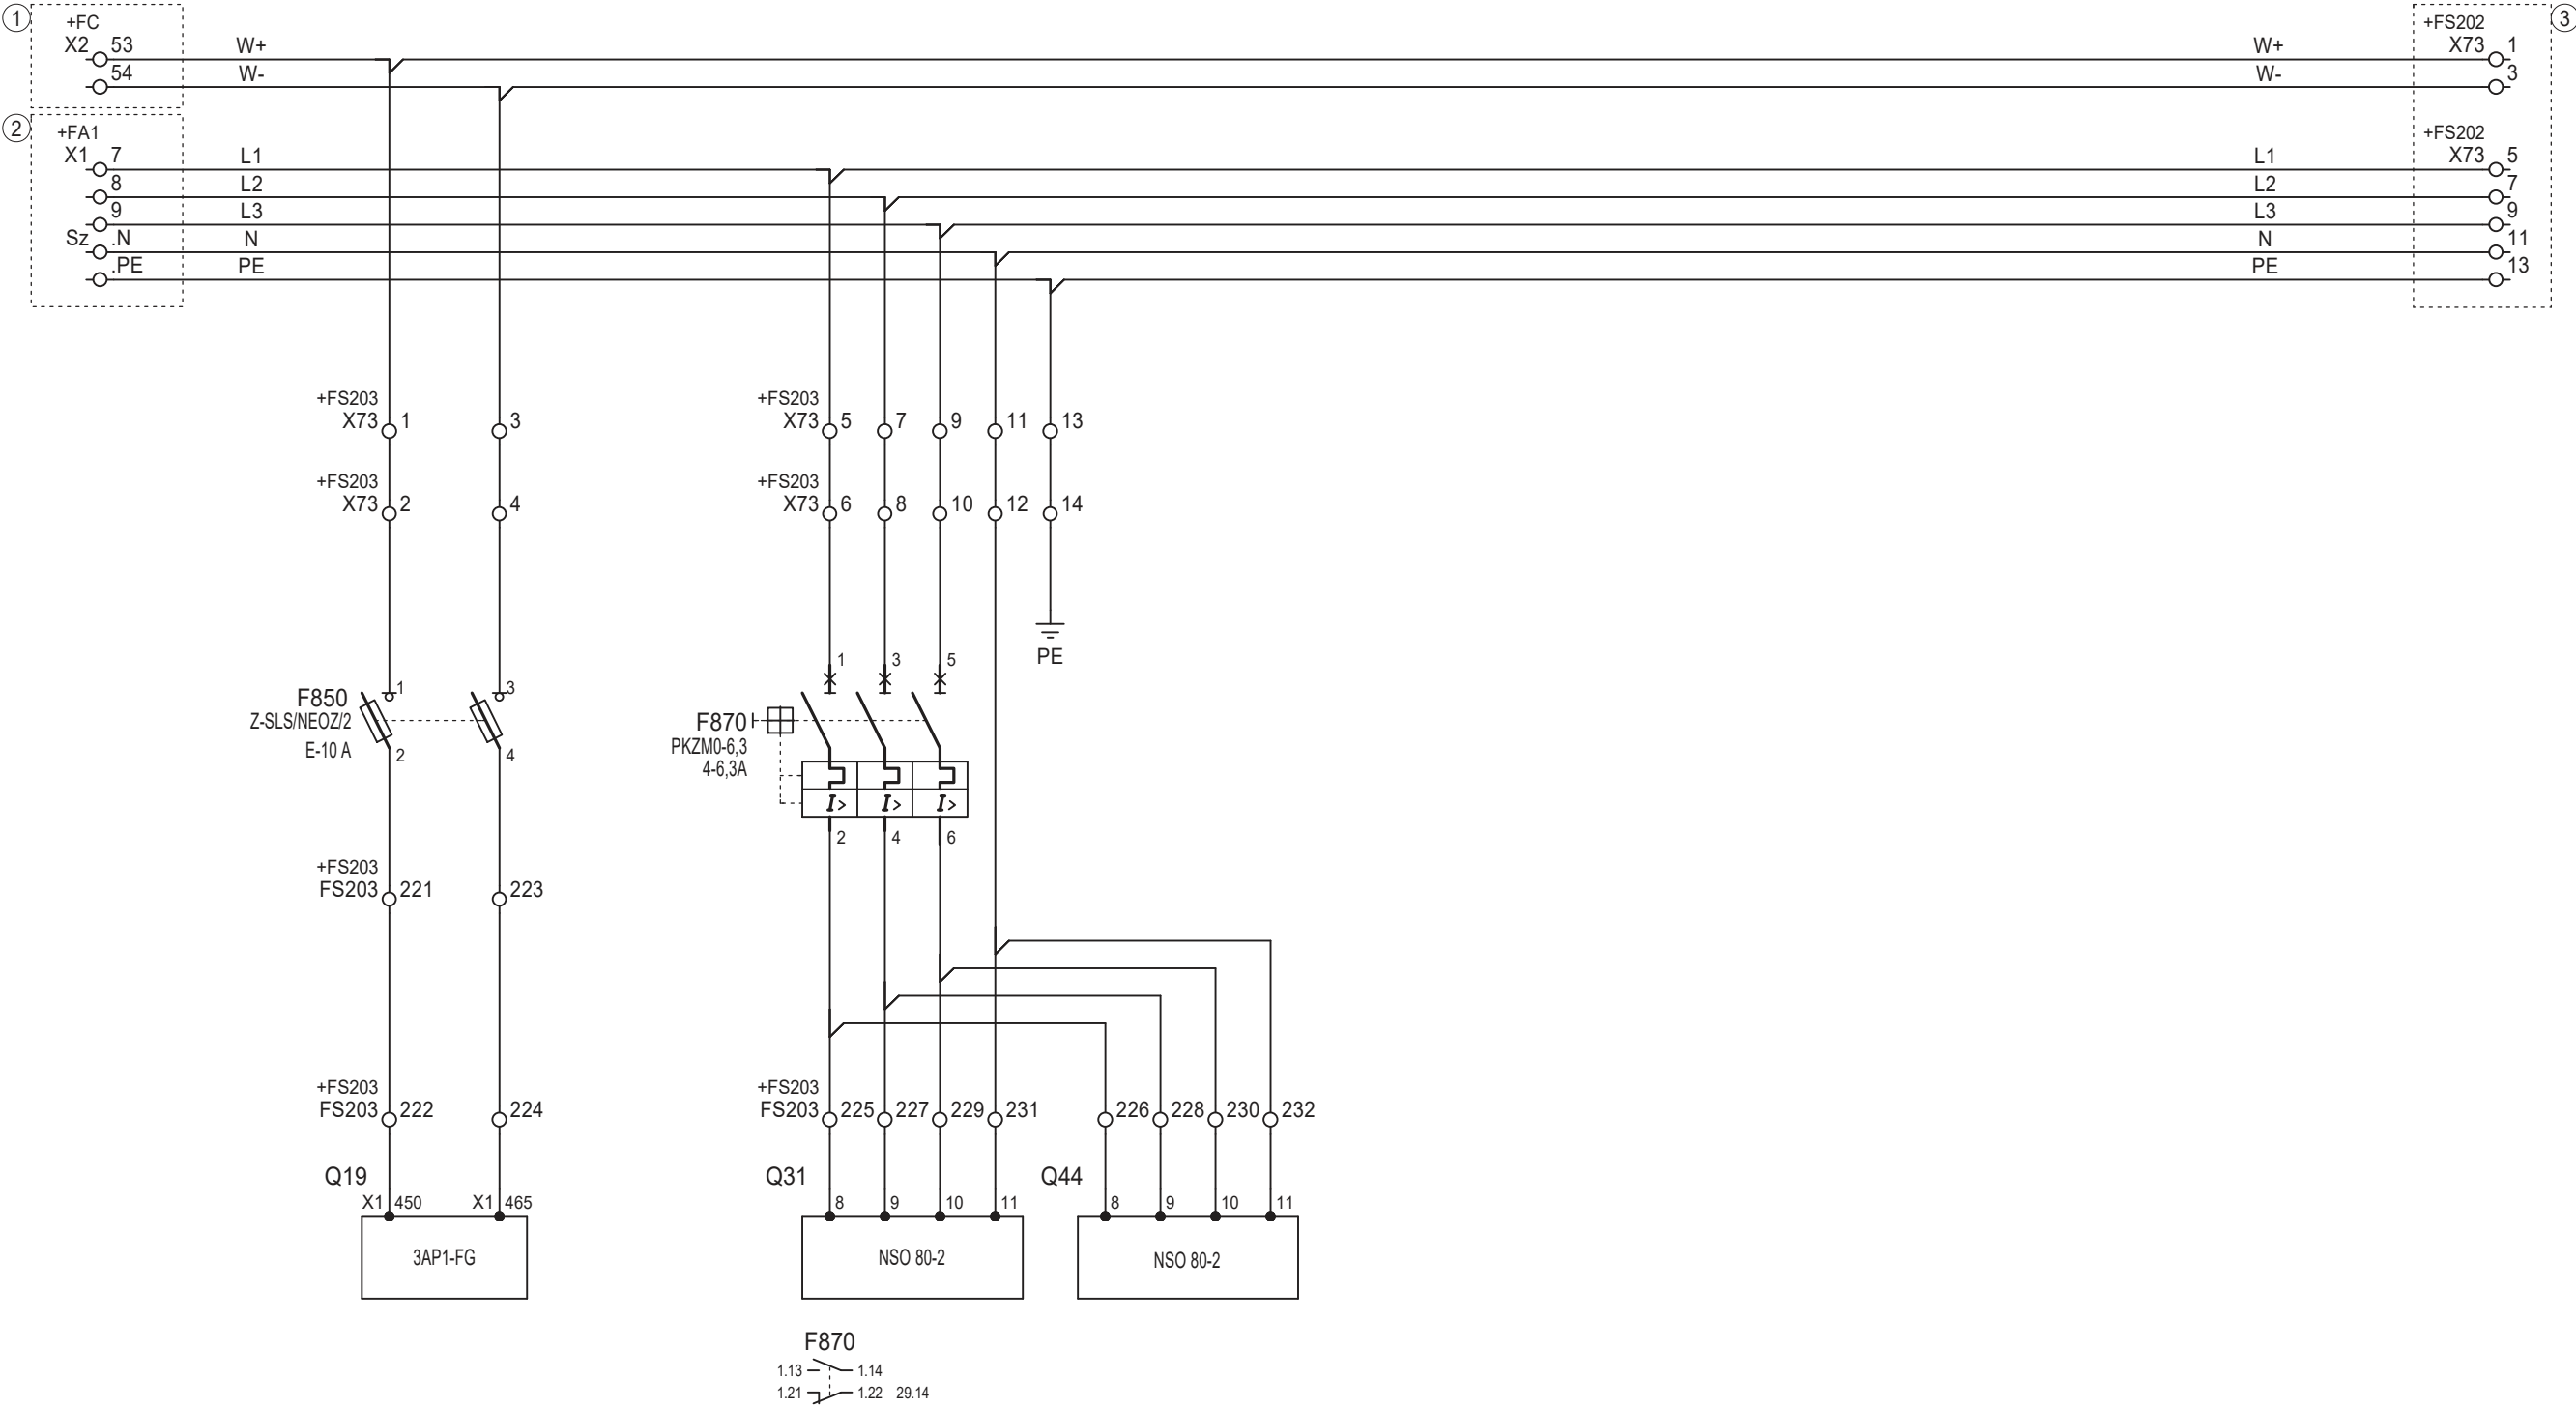 1
+FC
X2 53
54
W+
W-
W+
W-
+FS202
X73 1
3
3
2
+FA1
X1 7
8
9
Sz .N
.PE
L1
L2
L3
N
PE
L1
L2
L3
N
PE
+FS202
X73 5
7
9
11
13
+FS203
X73 1 3
+FS203
X73 5 7 9 11 13
+FS203
X73 2 4
+FS203
X73 6 8 10 12 14
PE
1 3
F850
Z-SLS/NEOZ/2
E-10 A
2 4
1 3 5
F870
PKZM0-6,3
4-6,3A
I> I> I>
2 4 6
+FS203
FS203 221 223
+FS203
FS203 222 224
+FS203
FS203 225 227 229 231 226 228 230 232
Q19
X1 450 X1 465
3AP1-FG
Q31
8 9 10 11
NSO 80-2
Q44
8 9 10 11
NSO 80-2
F870
1.13 1.14
1.21 1.22 29.14